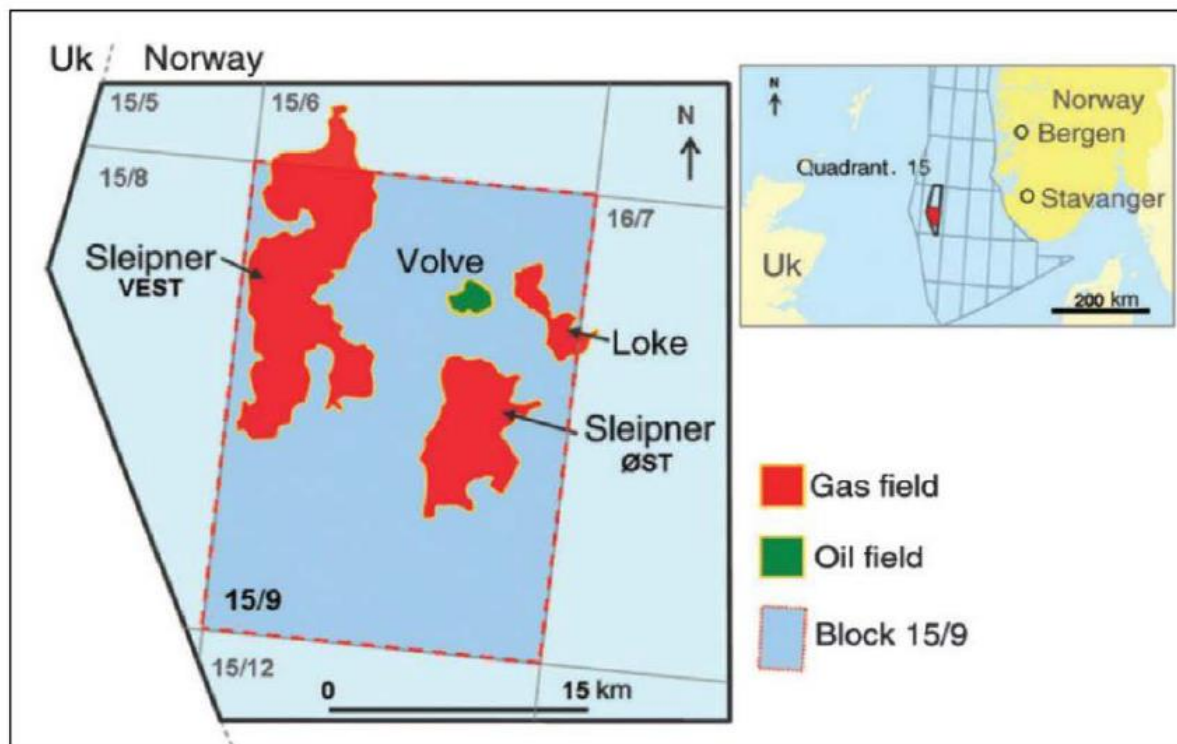 Uk
Norway
15/5
15/6
N
15/8
16/7
Sleipner
VEST
Volve
Loke
Sleipner
ØST
15/9
15/12
0
15 km
N
Norway
Bergen
Quadrant. 15
Stavanger
Uk
200 km
Gas field
Oil field
Block 15/9